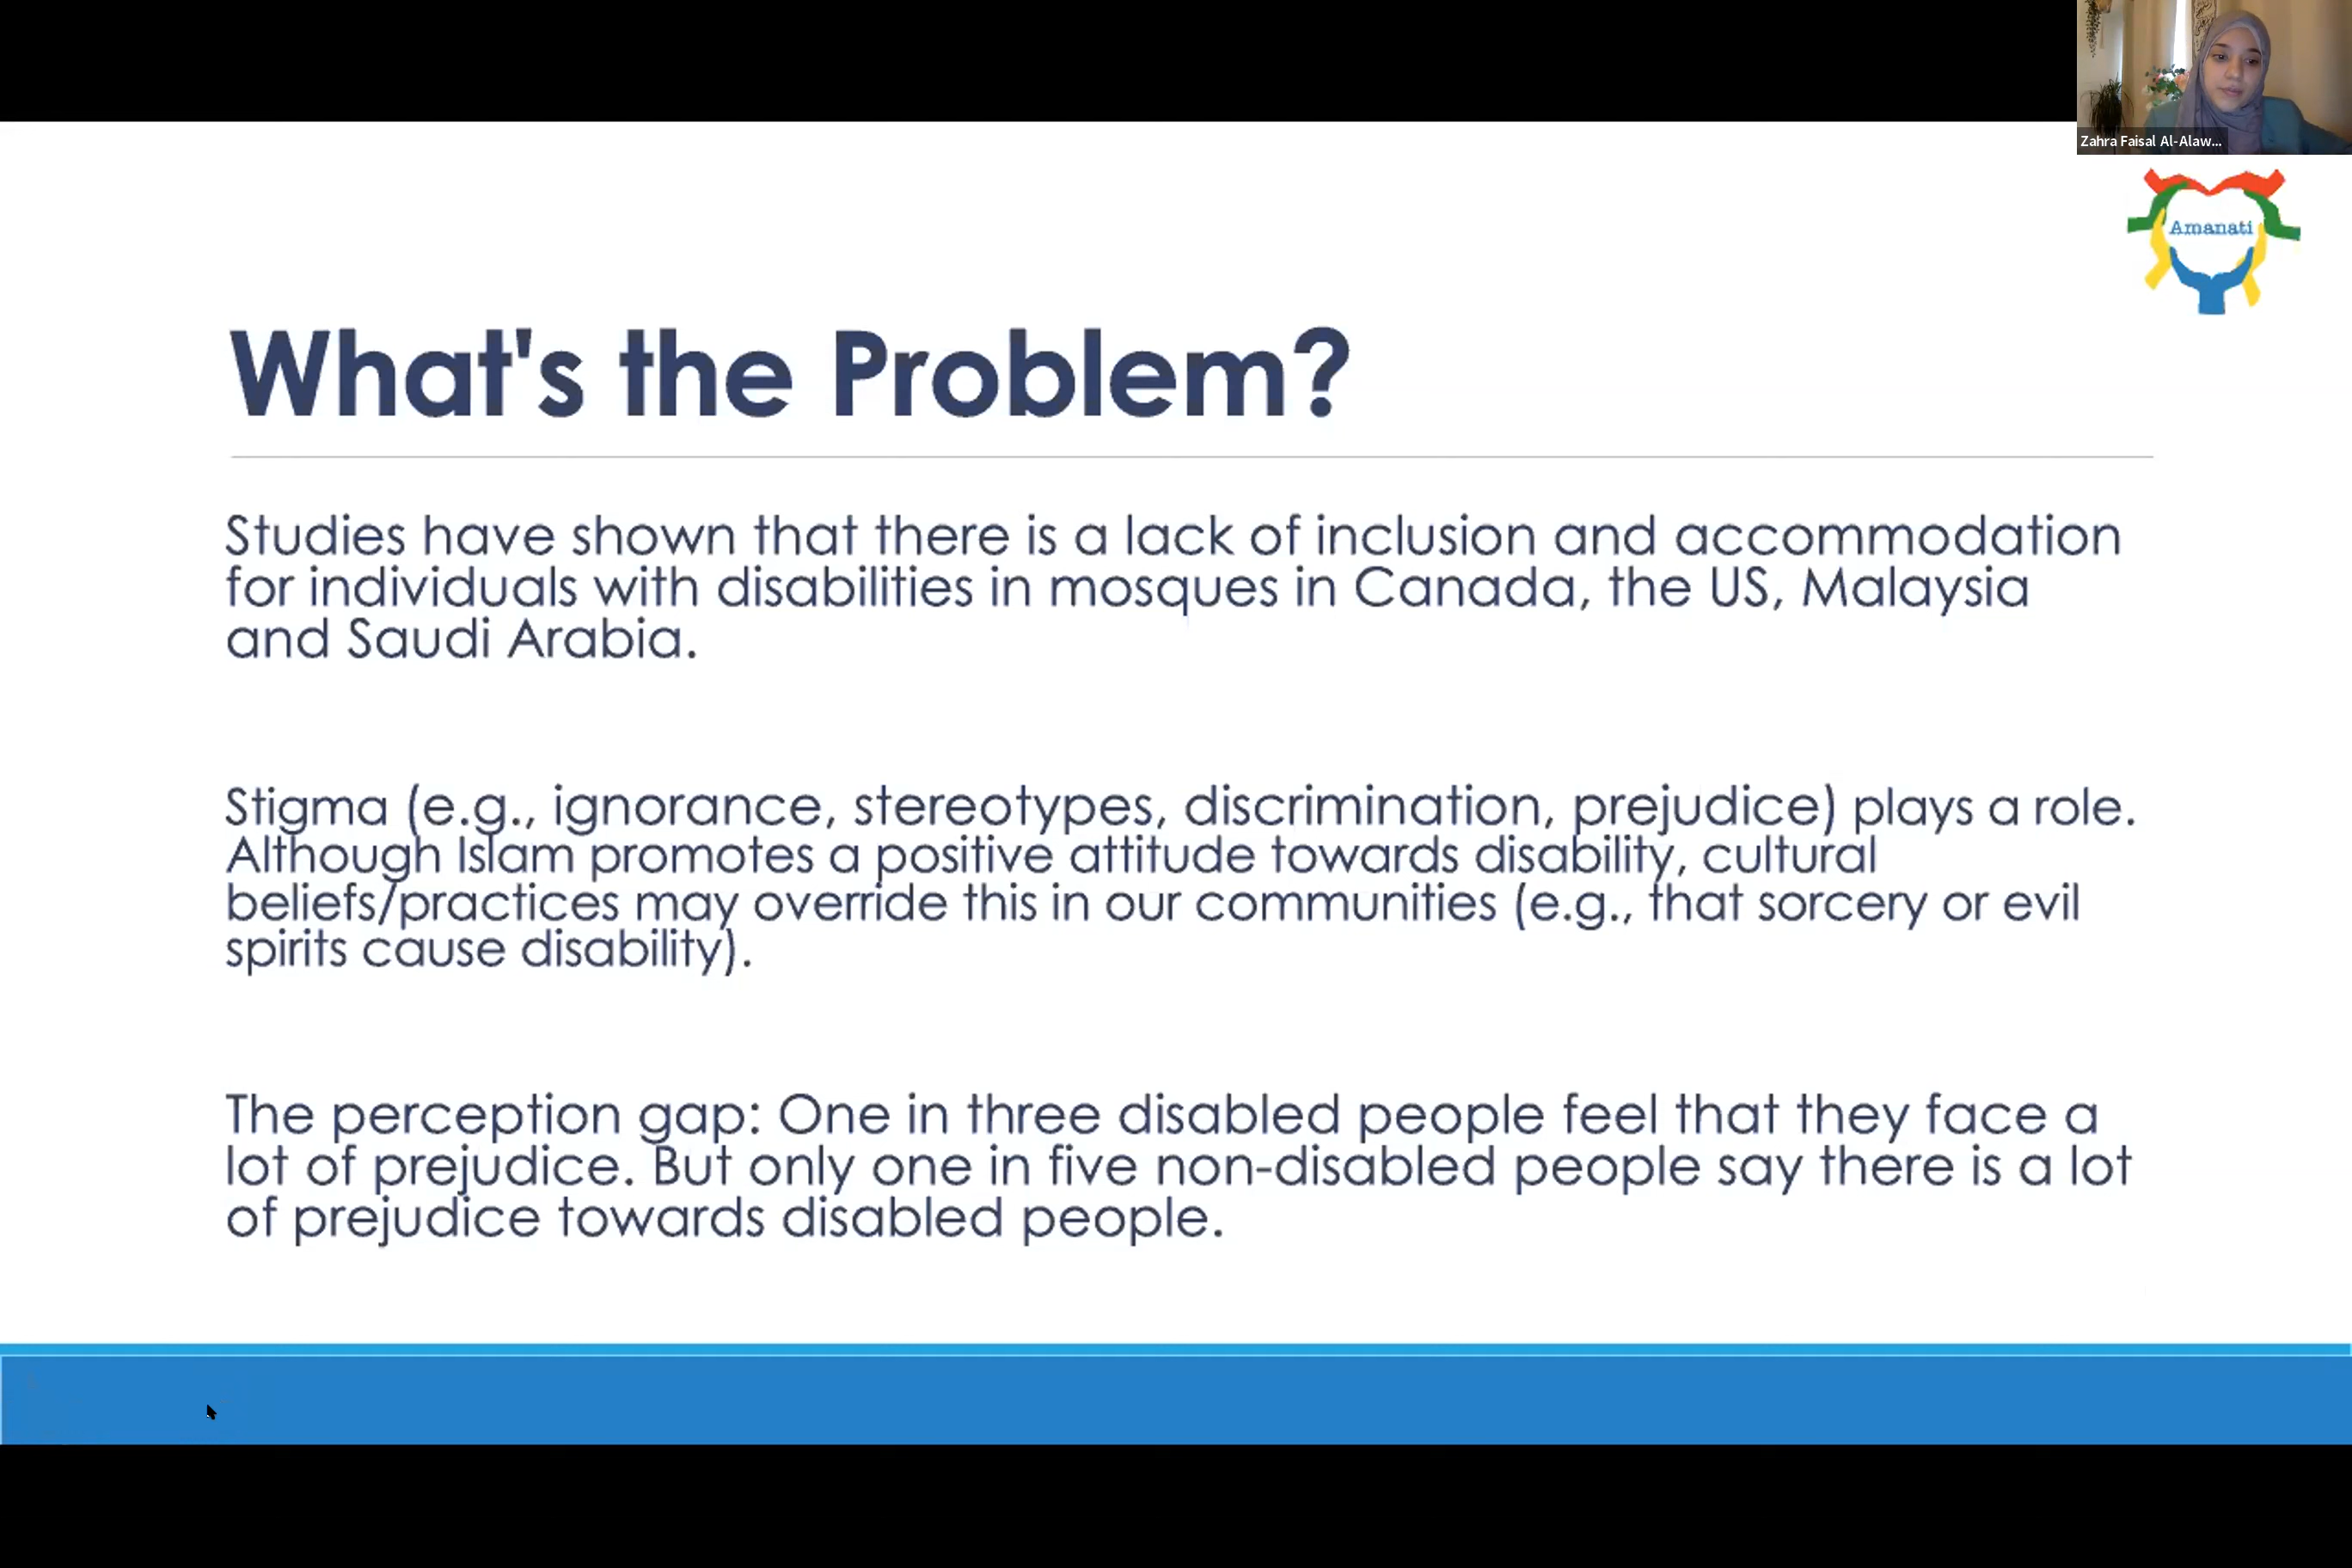 Zahra Faisal Al-Alaw...
Amanati
What's the Problem?
Studies have shown that there is a lack of inclusion and accommodation
for individuals with disabilities in mosques in Canada, the US, Malaysia
and Saudi Arabia.
Stigma (e.g., ignorance, stereotypes, discrimination, prejudice) plays a role.
Although Islam promotes a positive attitude towards disability, cultural
beliefs/practices may override this in our communities (e.g., that sorcery or evil
spirits cause disability).
The perception gap: One in three disabled people feel that they face a
lot of prejudice. But only one in five non-disabled people say there is a lot
of prejudice towards disabled people.